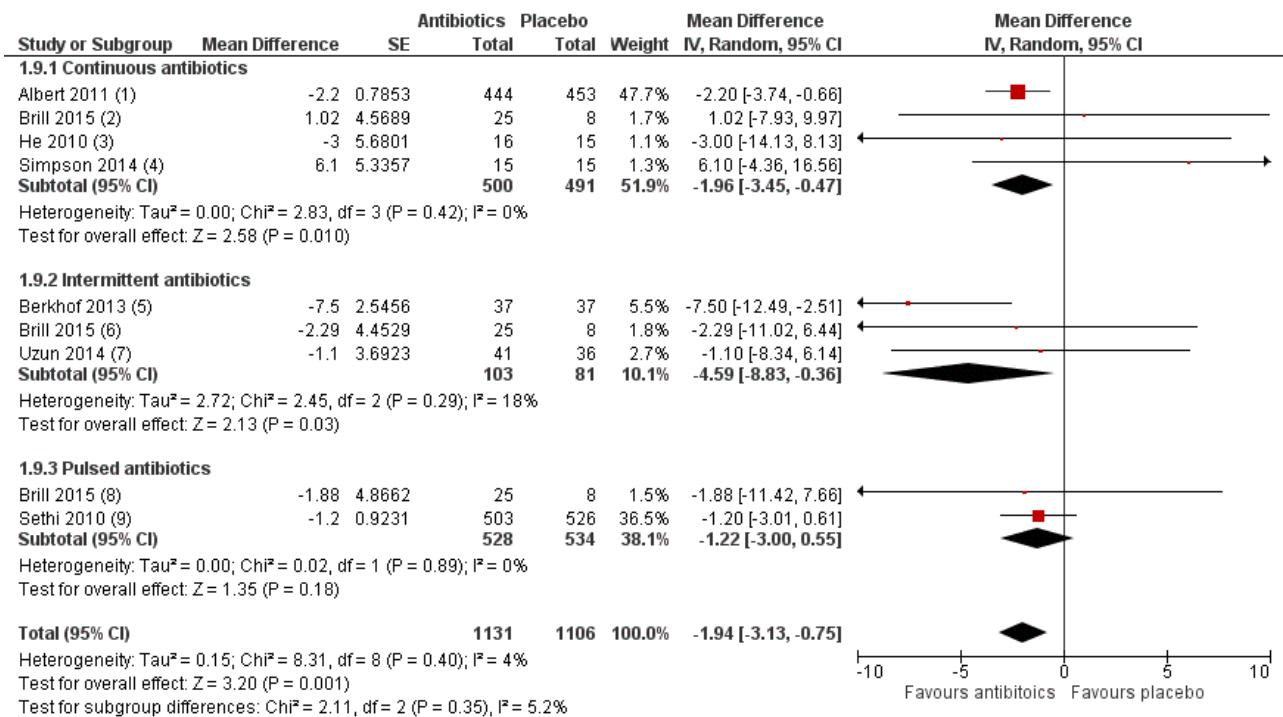 Antibiotics Placebo Mean Difference Mean Difference
Study or Subgroup Mean Difference SE Total Total Weight IV, Random, 95% CI IV, Random, 95% CI
1.9.1 Continuous antibiotics
Albert 2011 (1) -2.2 0.7853 444 453 47.7% -2.20 [-3.74, -0.66]
Brill 2015 (2) 1.02 4.5689 25 8 1.7% 1.02 [-7.93, 9.97]
He 2010 (3) -3 5.6801 16 15 1.1% -3.00 [-14.13, 8.13]
Simpson 2014 (4) 6.1 5.3357 15 15 1.3% 6.10 [-4.36, 16.56]
Subtotal (95% CI) 500 491 51.9% -1.96 [-3.45, -0.47]
Heterogeneity: Tau² = 0.00; Chi² = 2.83, df = 3 (P = 0.42); I² = 0%
Test for overall effect: Z = 2.58 (P = 0.010)
1.9.2 Intermittent antibiotics
Berkhof 2013 (5) -7.5 2.5456 37 37 5.5% -7.50 [-12.49, -2.51]
Brill 2015 (6) -2.29 4.4529 25 8 1.8% -2.29 [-11.02, 6.44]
Uzun 2014 (7) -1.1 3.6923 41 36 2.7% -1.10 [-8.34, 6.14]
Subtotal (95% CI) 103 81 10.1% -4.59 [-8.83, -0.36]
Heterogeneity: Tau² = 2.72; Chi² = 2.45, df = 2 (P = 0.29); I² = 18%
Test for overall effect: Z = 2.13 (P = 0.03)
1.9.3 Pulsed antibiotics
Brill 2015 (8) -1.88 4.8662 25 8 1.5% -1.88 [-11.42, 7.66]
Sethi 2010 (9) -1.2 0.9231 503 526 36.5% -1.20 [-3.01, 0.61]
Subtotal (95% CI) 528 534 38.1% -1.22 [-3.00, 0.55]
Heterogeneity: Tau² = 0.00; Chi² = 0.02, df = 1 (P = 0.89); I² = 0%
Test for overall effect: Z = 1.35 (P = 0.18)
Total (95% CI) 1131 1106 100.0% -1.94 [-3.13, -0.75]
Heterogeneity: Tau² = 0.15; Chi² = 8.31, df = 8 (P = 0.40); I² = 4%
Test for overall effect: Z = 3.20 (P = 0.001)
Test for subgroup differences: Chi² = 2.11, df = 2 (P = 0.35), I² = 5.2%
-10 -5 0 5 10
Favours antibitoics Favours placebo